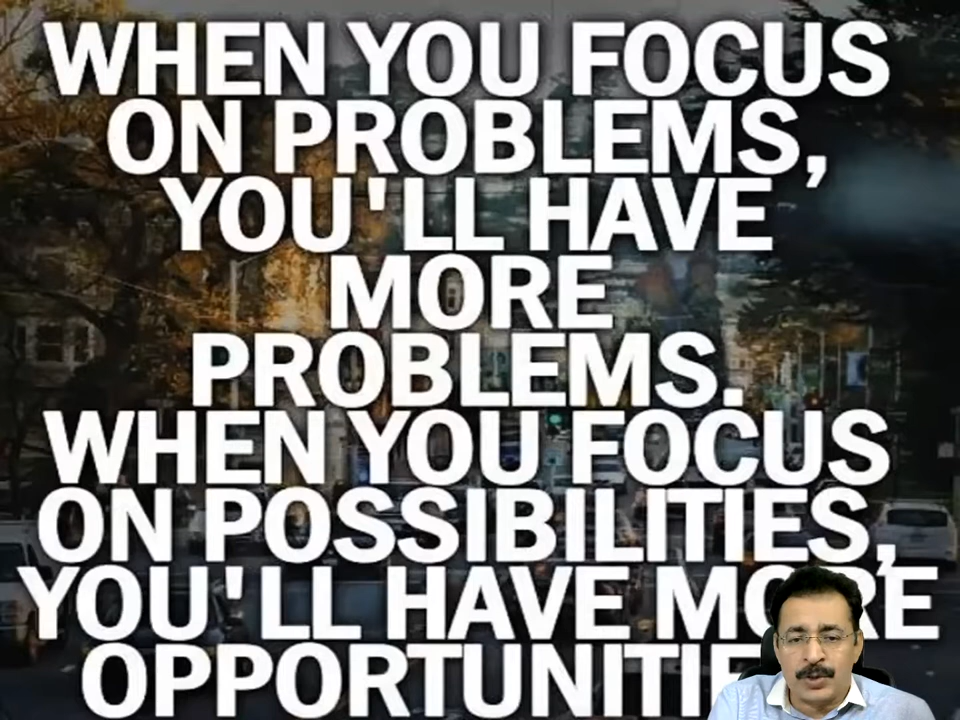 WHEN YOU FOCUS
ON PROBLEMS,
YOU'LL HAVE
MORE
PROBLEMS.
WHEN YOU FOCUS
ON POSSIBILITIES,
YOU'LL HAVE MORE